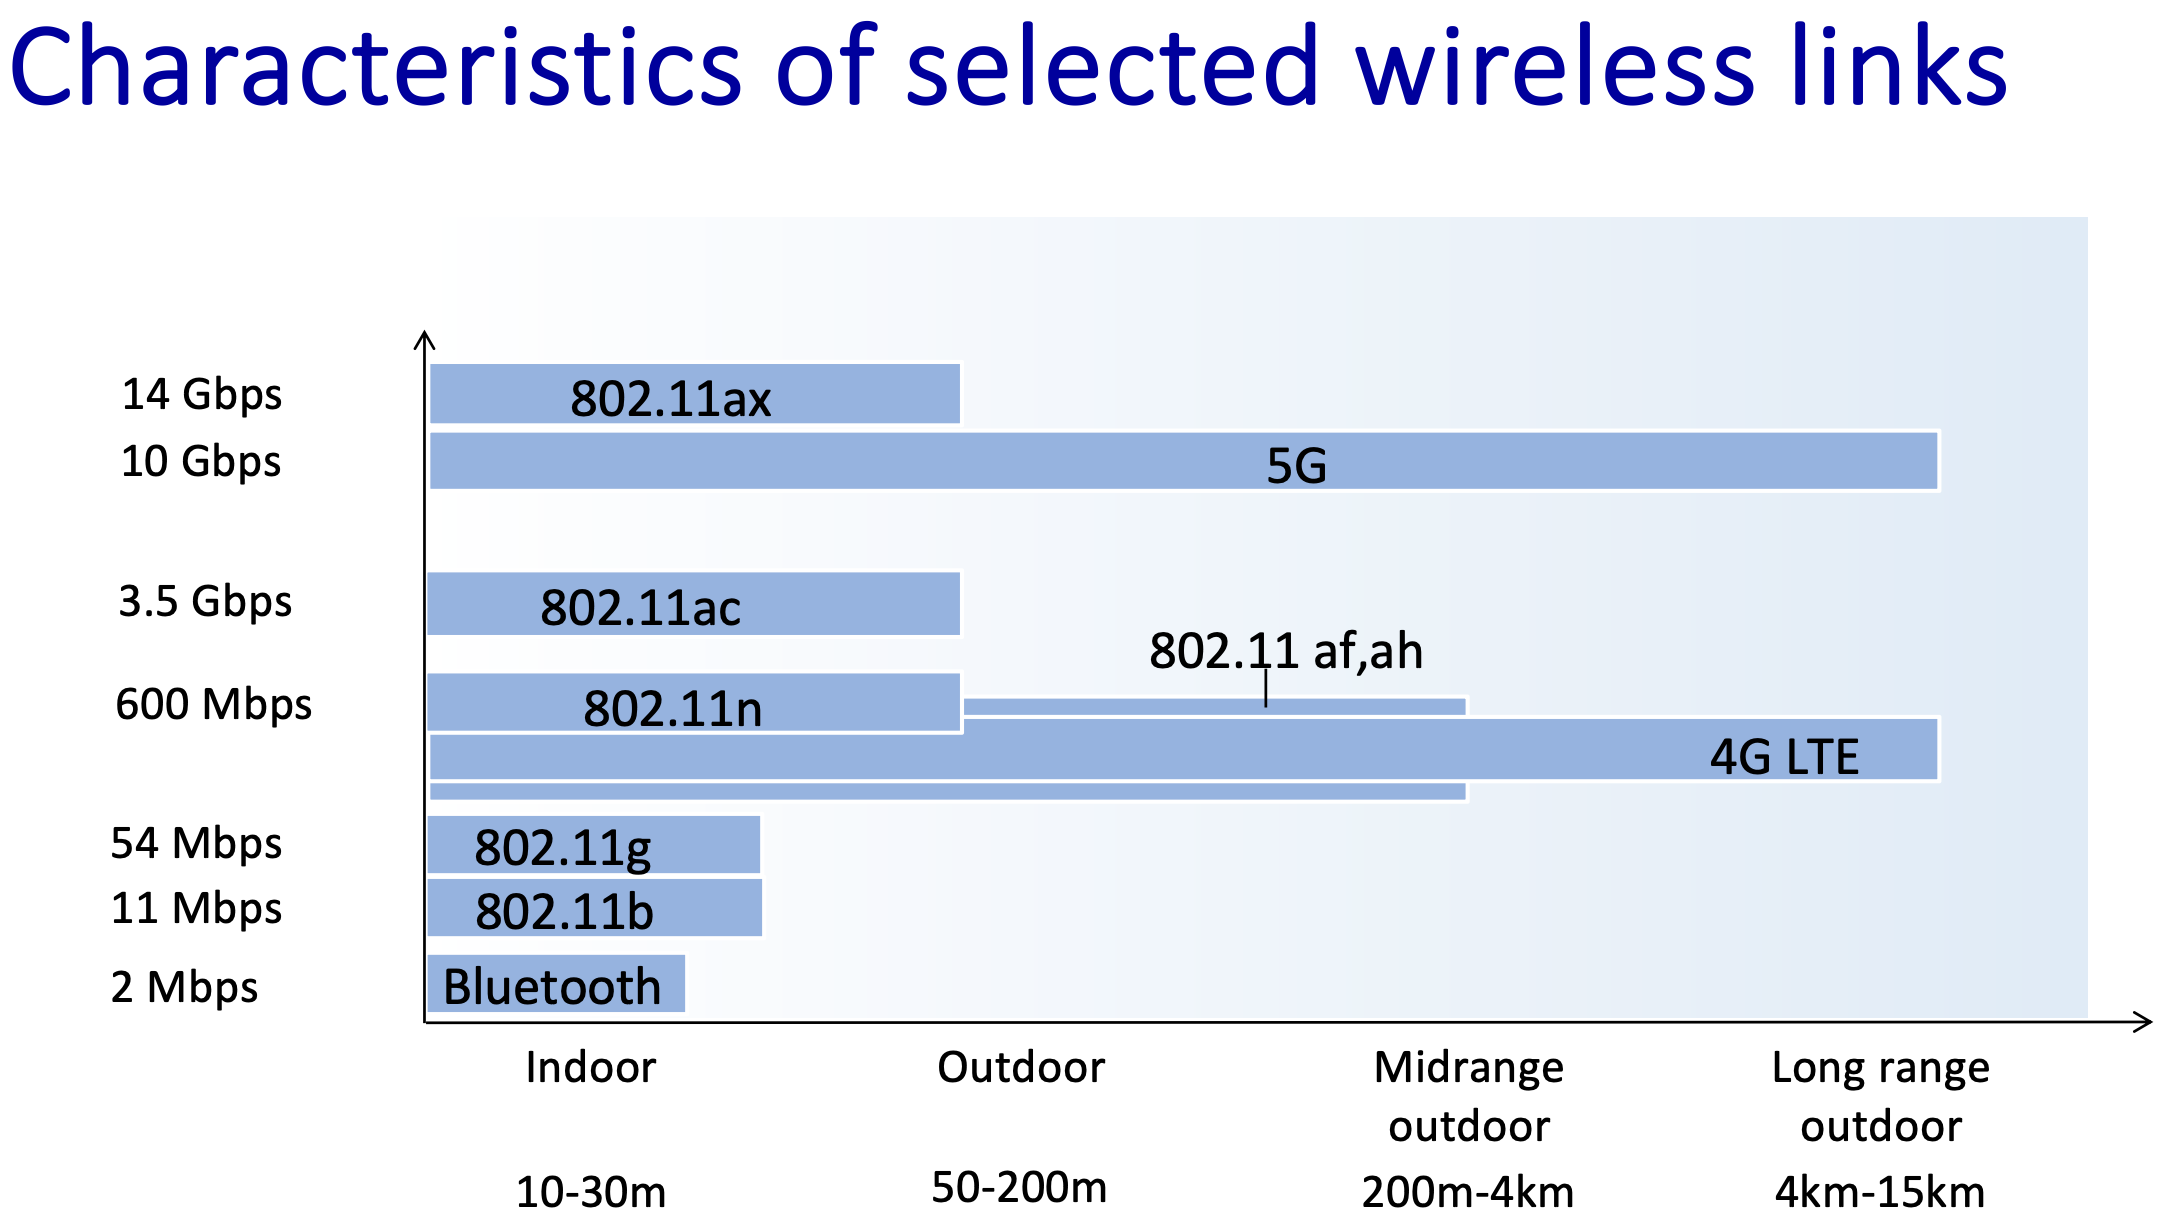 Characteristics of selected wireless links
14 Gbps
802.11ax
10 Gbps
5G
3.5 Gbps
802.11ac
802.11 af,ah
600 Mbps
802.11n
4G LTE
54 Mbps
802.11g
11 Mbps
802.11b
2 Mbps
Bluetooth
Indoor
Outdoor
Midrange
outdoor
Long range
outdoor
10-30m
50-200m
200m-4km
4km-15km